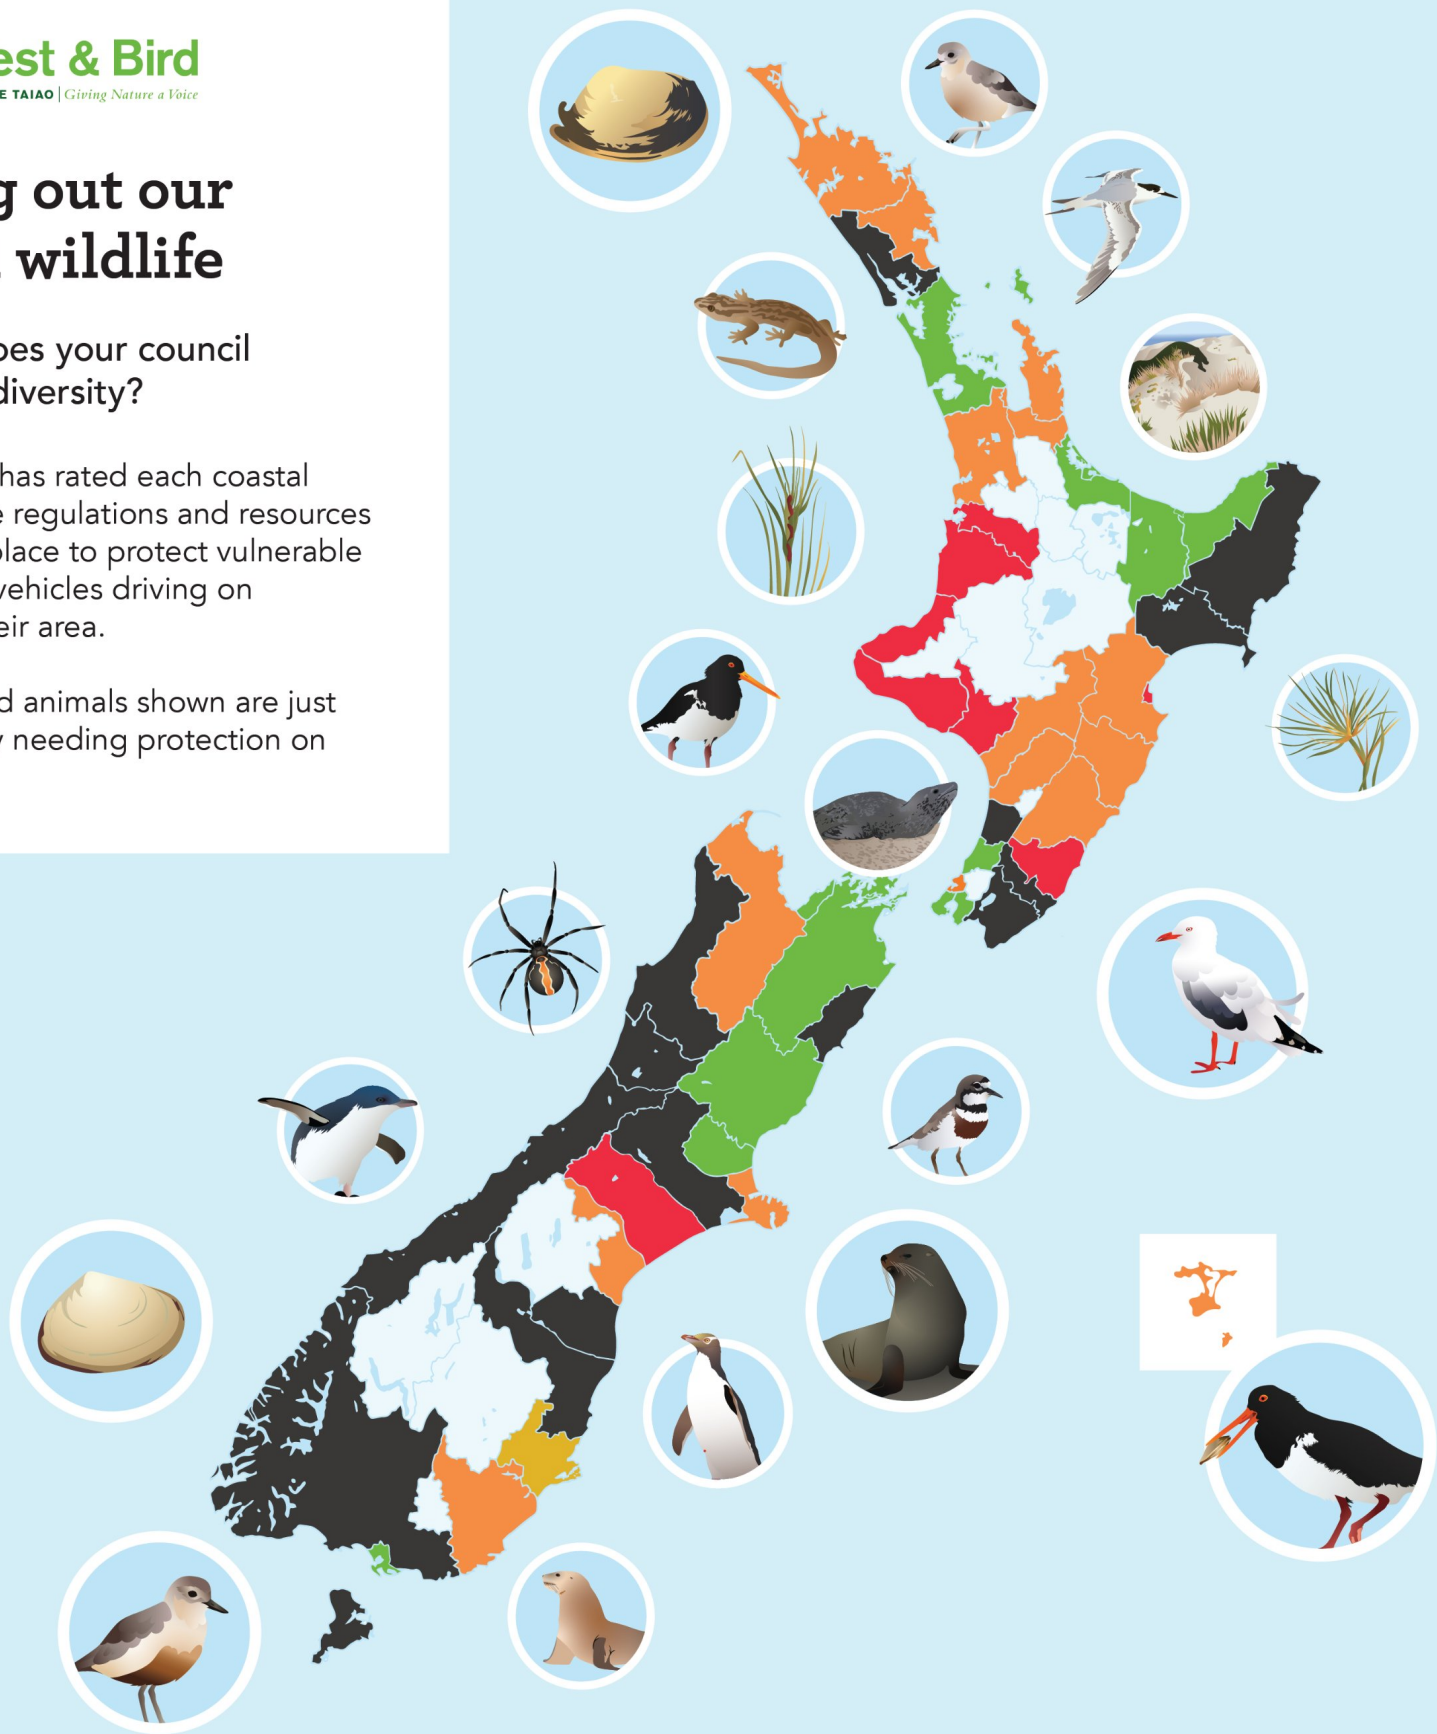 est & Bird
E TAIAO | Giving Nature a Voice
g out our
wildlife
oes your council
diversity?
has rated each coastal
e regulations and resources
place to protect vulnerable
vehicles driving on
eir area.
d animals shown are just
y needing protection on